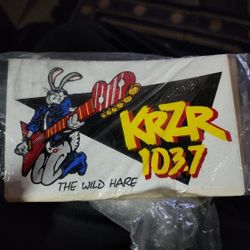 KRZR
103.7
THE WILD HARE